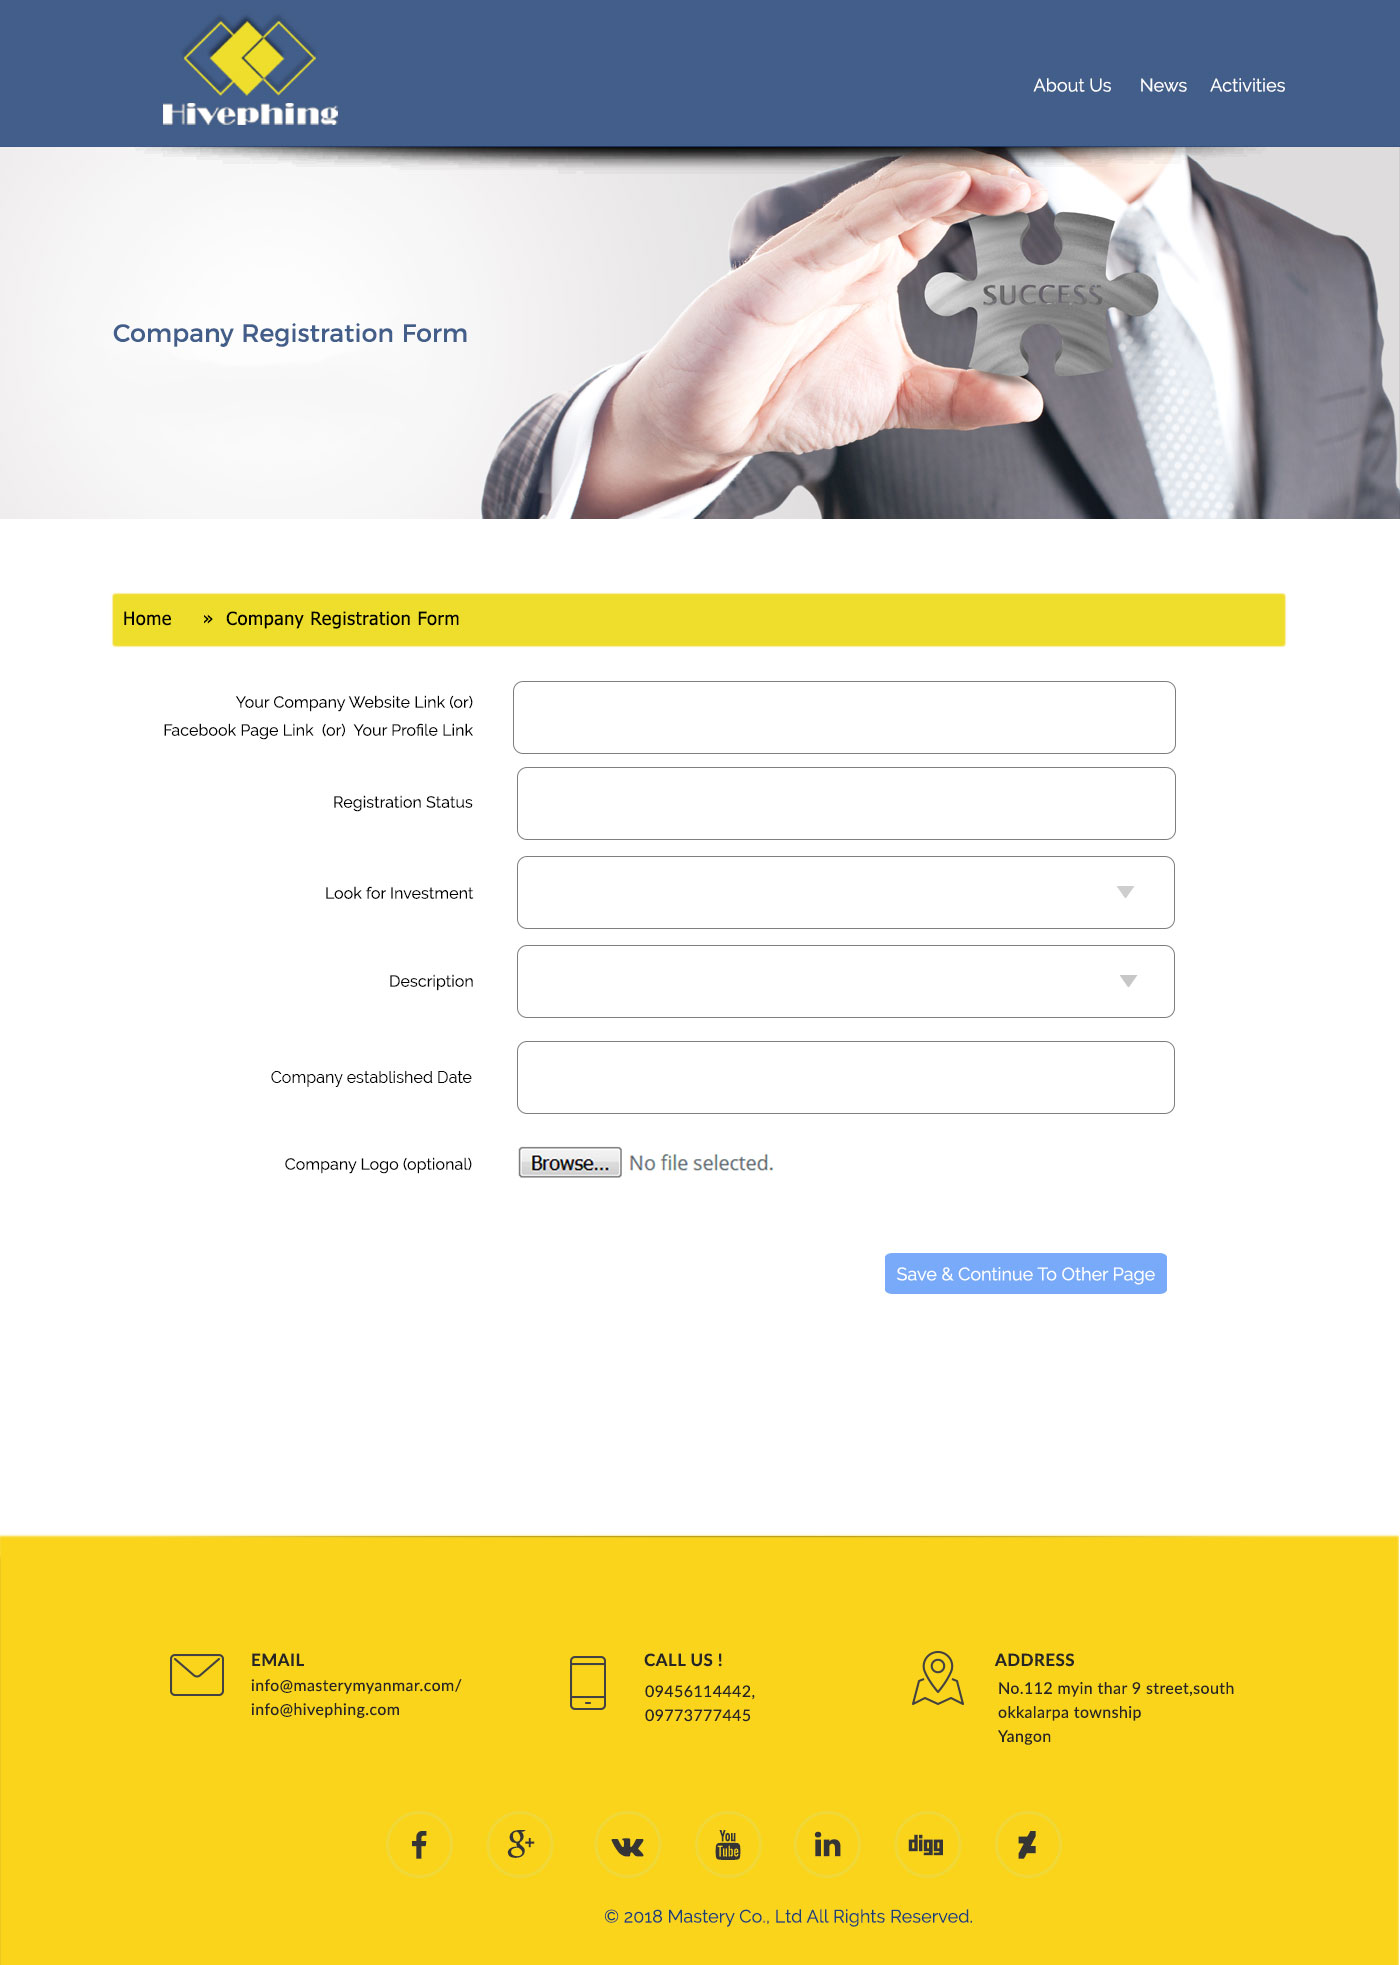 Hivephing
About Us News Activities
SUCCESS
Company Registration Form
Home » Company Registration Form
Your Company Website Link (or)
Facebook Page Link (or) Your Profile Link
Registration Status
Look for Investment
Description
Company established Date
Company Logo (optional)
Browse... No file selected.
Save & Continue To Other Page
EMAIL
info@masterymyanmar.com/
info@hivephing.com
CALL US !
09456114442,
09773777445
ADDRESS
No.112 myin thar 9 street,south
okkalarpa township
Yangon
You
Tube
in
digg
© 2018 Mastery Co., Ltd All Rights Reserved.